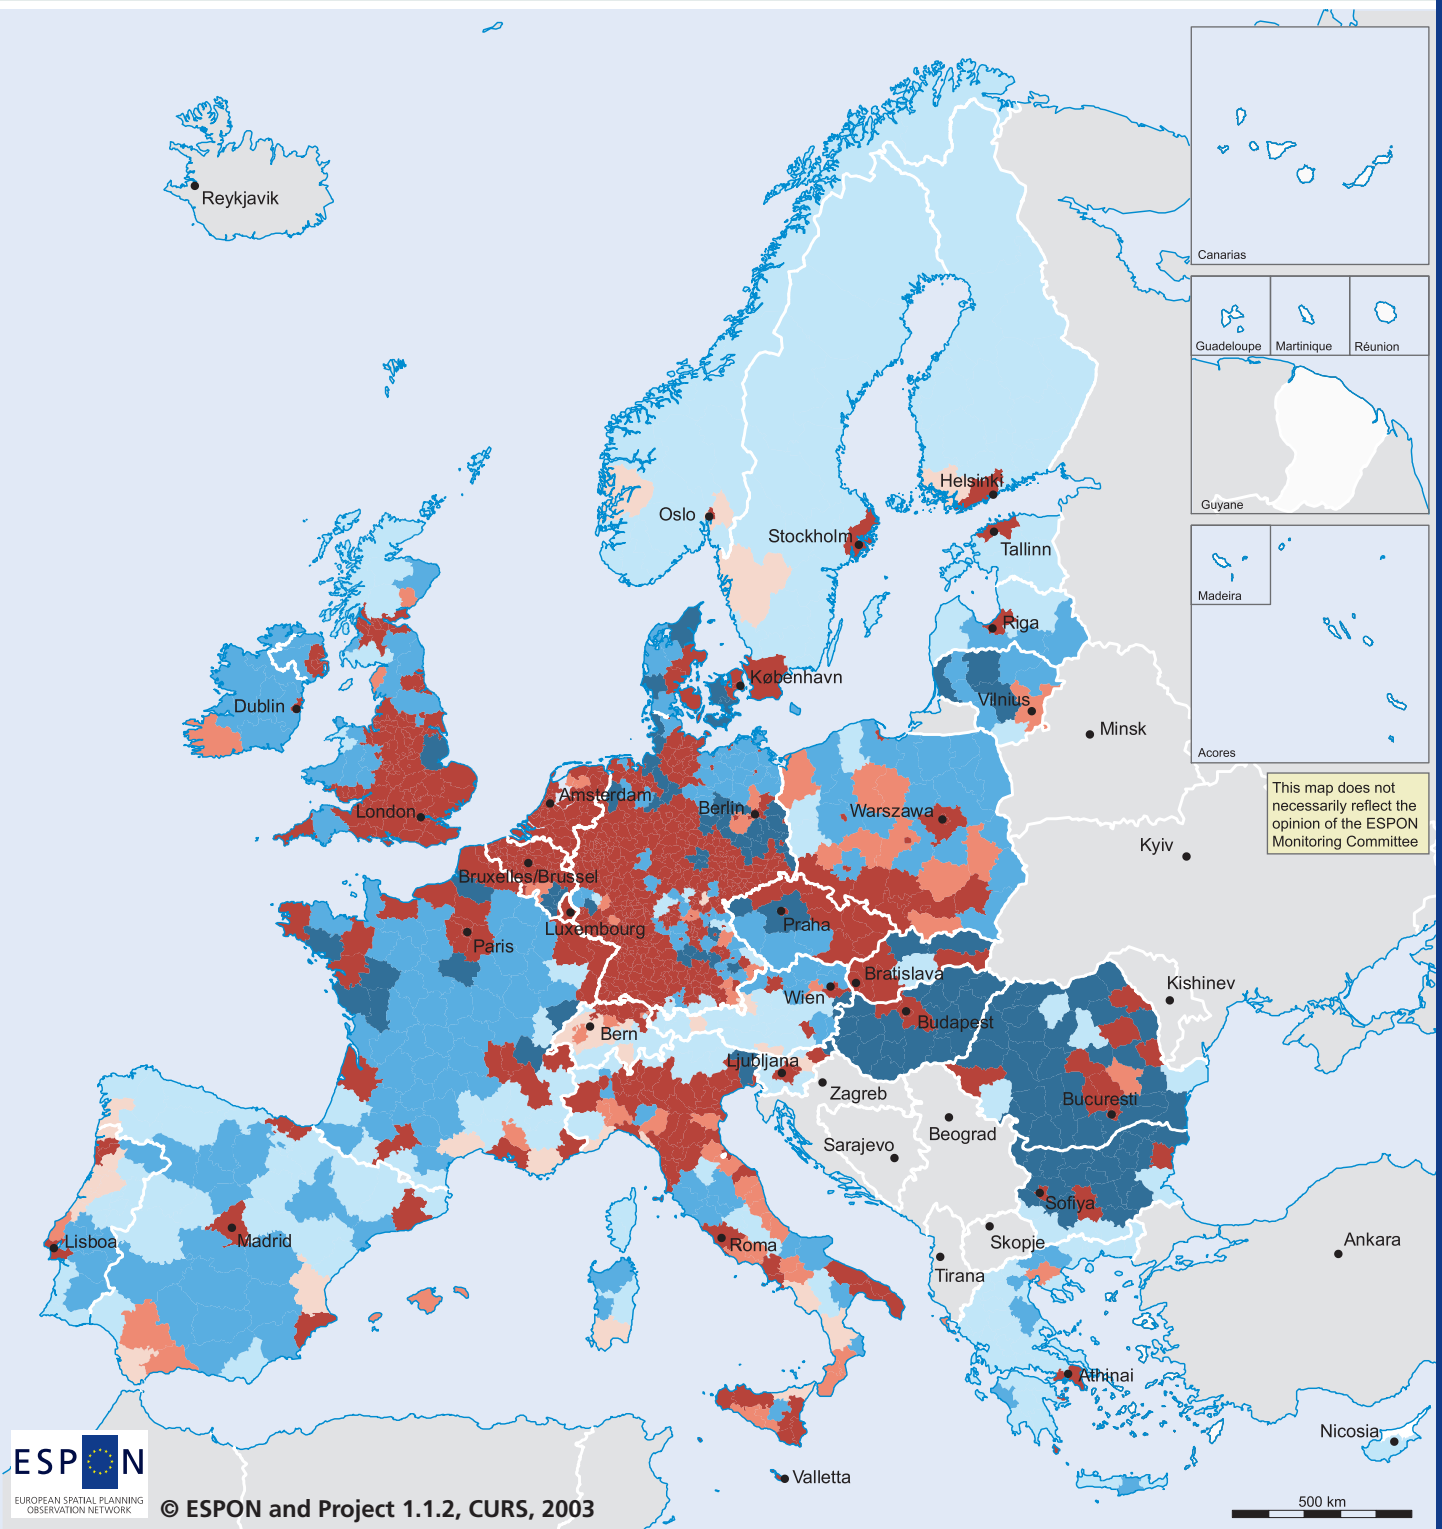 Reykjavik
Canarias
Guadeloupe
Martinique
Réunion
Guyane
Helsinki
Oslo
Stockholm
Tallinn
Madeira
Riga
København
Vilnius
Dublin
Minsk
Acores
This map does not
necessarily reflect the
opinion of the ESPON
Monitoring Committee
Amsterdam
Berlin
Warszawa
London
Kyiv
Bruxelles/Brussel
Praha
Luxembourg
Paris
Bratislava
Kishinev
Wien
Budapest
Bern
Ljubljana
Zagreb
Bucuresti
Beograd
Sarajevo
Sofiya
Lisboa
Madrid
Roma
Skopje
Ankara
Tirana
Athinai
Nicosia
ESPON
EUROPEAN SPATIAL PLANNING
OBSERVATION NETWORK
Valletta
© ESPON and Project 1.1.2, CURS, 2003
500 km